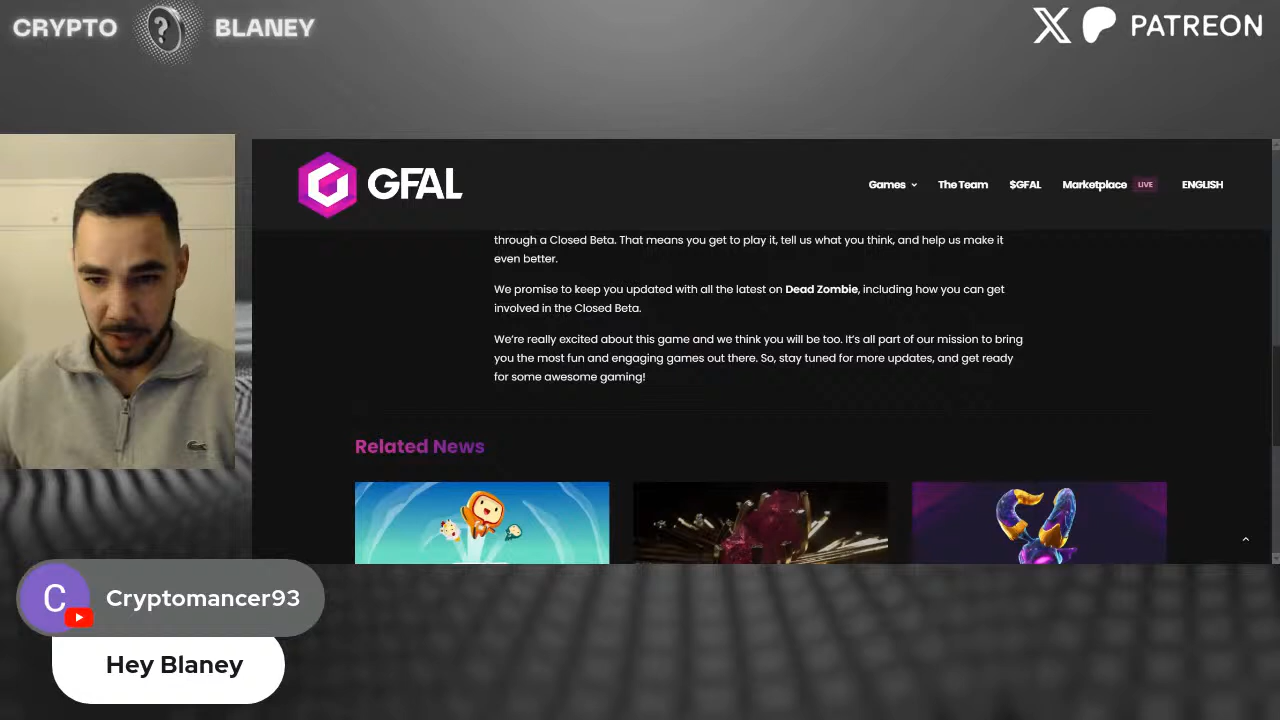 CRYPTO ? BLANEY
X PATREON
GFAL
Games
The Team
$GFAL
Marketplace LIVE
ENGLISH
through a Closed Beta. That means you get to play it, tell us what you think, and help us make it
even better.
We promise to keep you updated with all the latest on Dead Zombie, including how you can get
involved in the Closed Beta.
We’re really excited about this game and we think you will be too. It’s all part of our mission to bring
you the most fun and engaging games out there. So, stay tuned for more updates, and get ready
for some awesome gaming!
Related News
C Cryptomancer93
Hey Blaney